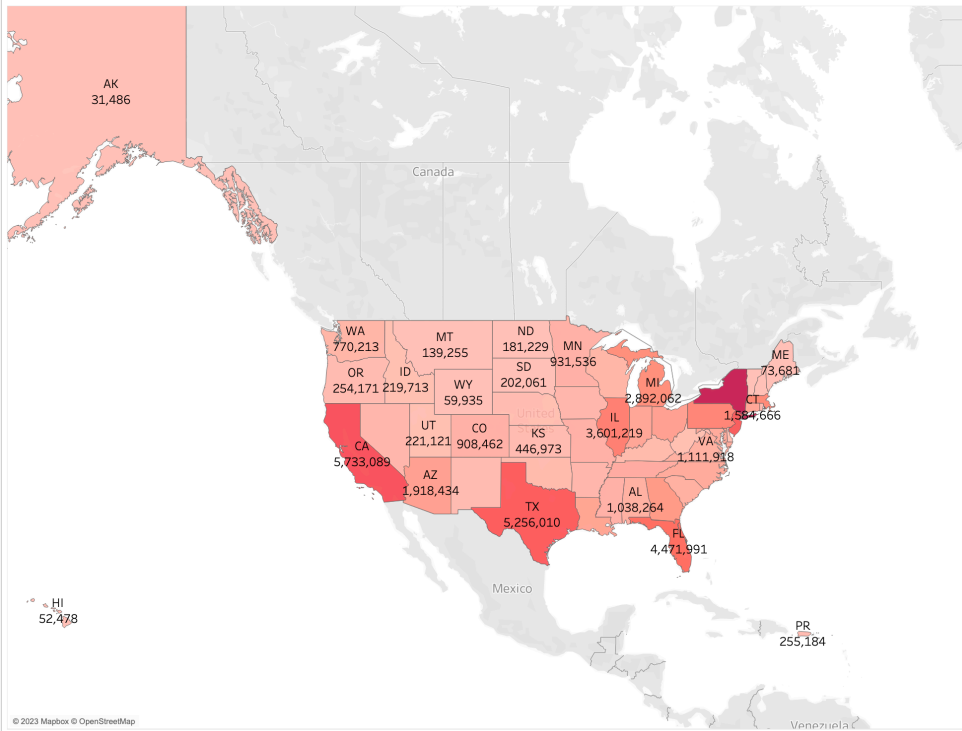 AK
31,486
Canada
WA
770,213
MT
139,255
ND
181,229
MN
931,536
ME
73,681
OR
254,171
ID
219,713
SD
202,061
WY
59,935
MI
2,892,062
CT
1,584,666
United
UT
221,121
CO
908,462
KS
446,973
IL
3,601,219
VA
1,111,918
CA
5,733,089
AZ
1,918,434
TX
5,256,010
AL
1,038,264
FL
4,471,991
Mexico
HI
52,478
PR
255,184
© 2023 Mapbox © OpenStreetMap
Venezuela